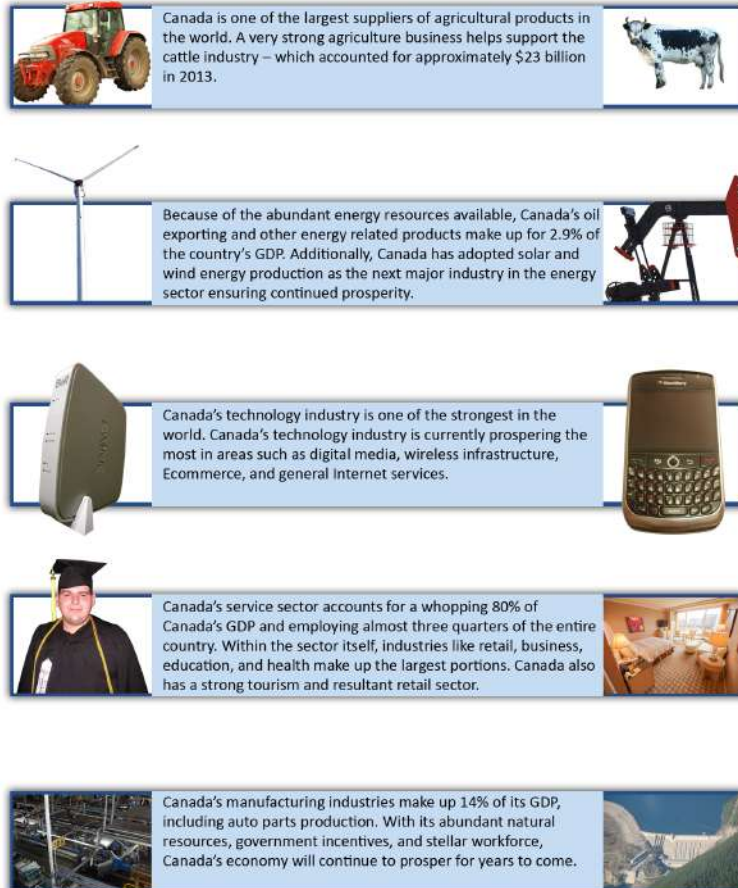 Canada is one of the largest suppliers of agricultural products in
the world. A very strong agriculture business helps support the
cattle industry – which accounted for approximately $23 billion
in 2013.
Because of the abundant energy resources available, Canada's oil
exporting and other energy related products make up for 2.9% of
the country's GDP. Additionally, Canada has adopted solar and
wind energy production as the next major industry in the energy
sector ensuring continued prosperity.
Canada's technology industry is one of the strongest in the
world. Canada's technology industry is currently prospering the
most in areas such as digital media, wireless infrastructure,
Ecommerce, and general Internet services.
Canada's service sector accounts for a whopping 80% of
Canada's GDP and employing almost three quarters of the entire
country. Within the sector itself, industries like retail, business,
education, and health make up the largest portions. Canada also
has a strong tourism and resultant retail sector.
Canada's manufacturing industries make up 14% of its GDP,
including auto parts production. With its abundant natural
resources, government incentives, and stellar workforce,
Canada's economy will continue to prosper for years to come.